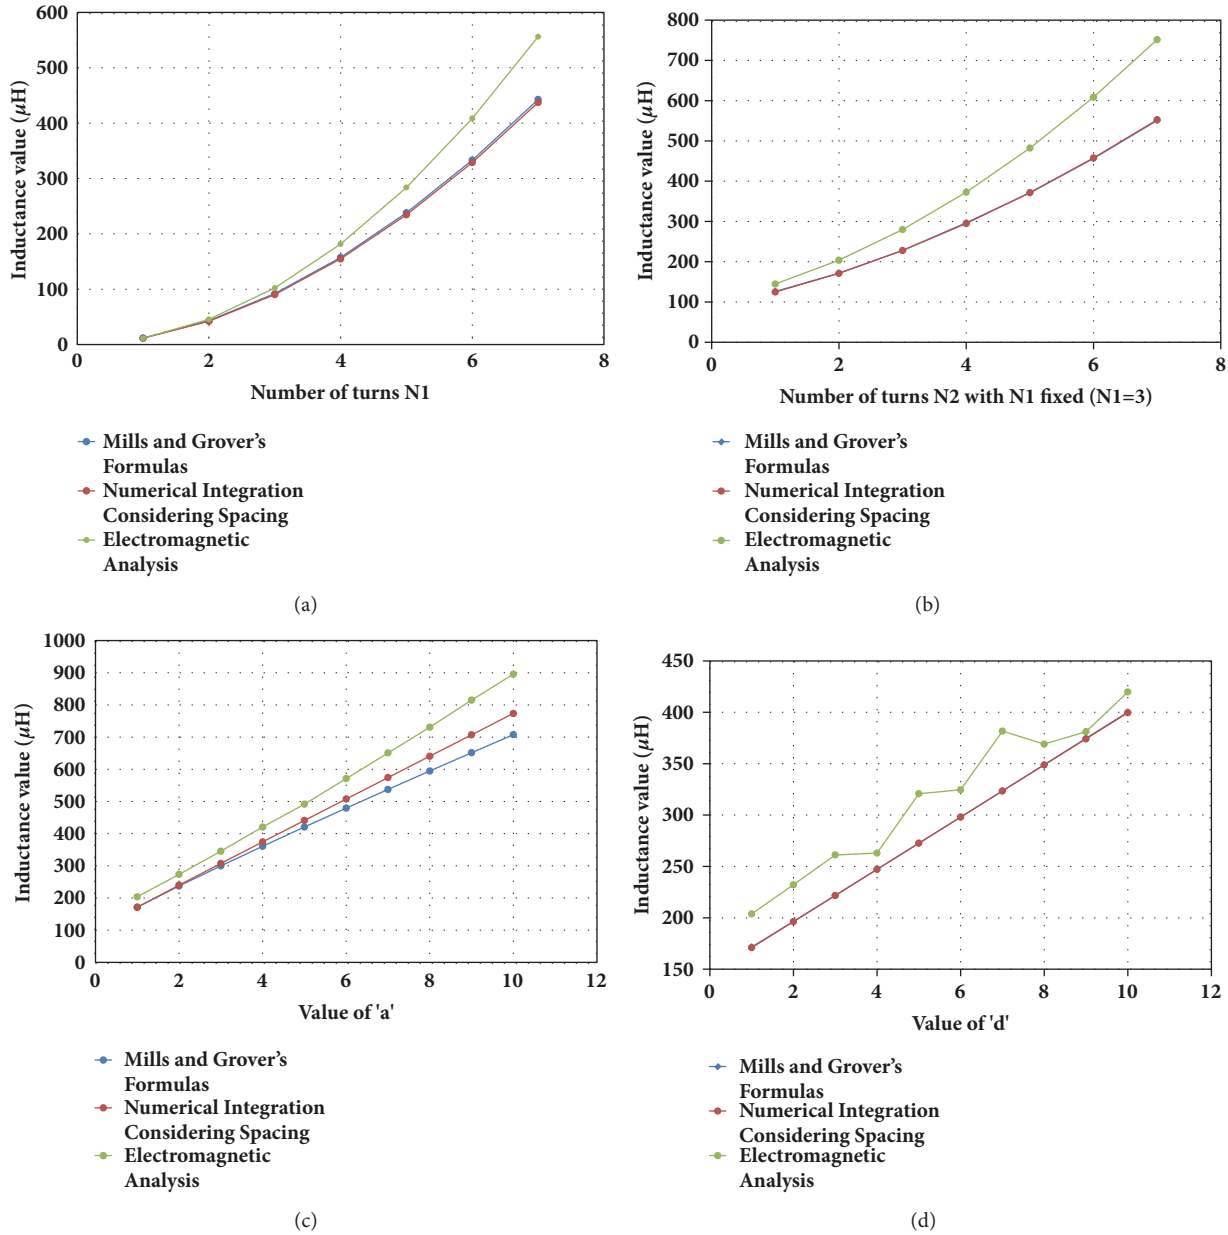 600
500
400
300
200
100
0
Inductance value (μH)
0 2 4 6 8
Number of turns N1
Mills and Grover’s
Formulas
Numerical Integration
Considering Spacing
Electromagnetic
Analysis
(a)
800
700
600
500
400
300
200
100
0
Inductance value (μH)
0 2 4 6 8
Number of turns N2 with N1 fixed (N1=3)
Mills and Grover’s
Formulas
Numerical Integration
Considering Spacing
Electromagnetic
Analysis
(b)
1000
900
800
700
600
500
400
300
200
100
0
Inductance value (μH)
0 2 4 6 8 10 12
Value of 'a'
Mills and Grover’s
Formulas
Numerical Integration
Considering Spacing
Electromagnetic
Analysis
(c)
450
400
350
300
250
200
150
Inductance value (μH)
0 2 4 6 8 10 12
Value of 'd'
Mills and Grover’s
Formulas
Numerical Integration
Considering Spacing
Electromagnetic
Analysis
(d)